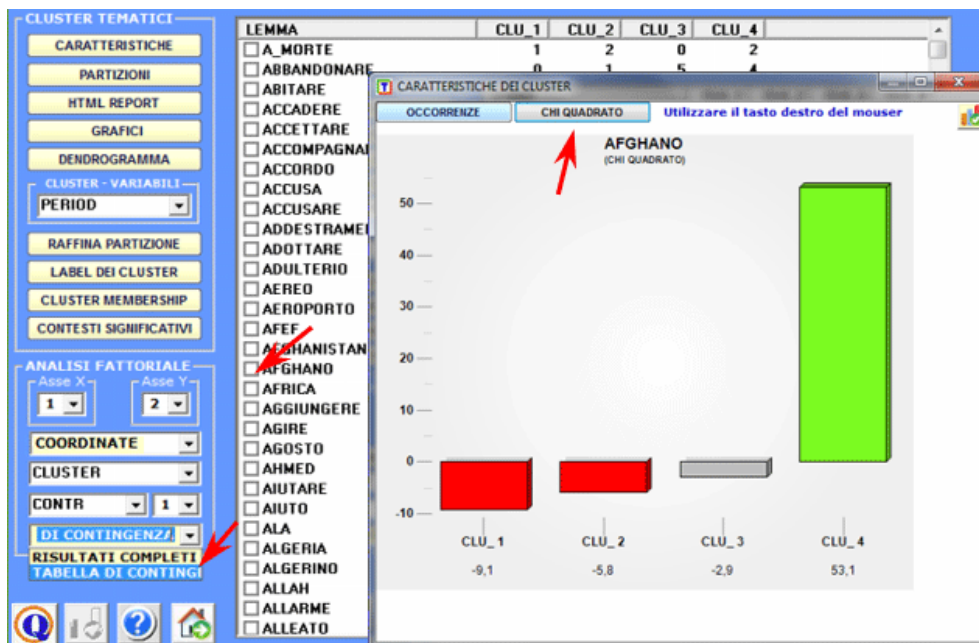 CLUSTER TEMATICI
CARATTERISTICHE
PARTIZIONI
HTML REPORT
GRAFICI
DENDROGRAMMA
CLUSTER - VARIABILI
PERIOD
RAFFINA PARTIZIONE
LABEL DEI CLUSTER
CLUSTER MEMBERSHIP
CONTESTI SIGNIFICATIVI
ANALISI FATTORIALE
Asse X Asse Y
1 2
COORDINATE
CLUSTER
CONTR 1
DI CONTINGENZA
RISULTATI COMPLETI
TABELLA DI CONTINGI
LEMMA CLU_1 CLU_2 CLU_3 CLU_4
A_MORTE 1 2 0 2
ABBANDONARE 0 1 5 4
ABITARE
ACCADERE
ACCETTARE
ACCOMPAGNA
ACCORDO
ACCUSA
ACCUSARE
ADDESTRAME
ADOTTARE
ADULTERIO
AEREO
AEROPORTO
AFEF
AFGHANISTAN
AFGHANO
AFRICA
AGGIUNGERE
AGIRE
AGOSTO
AHMED
AIUTARE
AIUTO
ALA
ALGERIA
ALGERINO
ALLAH
ALLARME
ALLEATO
CARATTERISTICHE DEI CLUSTER
OCCORRENZE CHI QUADRATO Utilizzare il tasto destro del mouser
AFGHANO
(CHI QUADRATO)
50
40
30
20
10
0
-10
CLU_1 CLU_2 CLU_3 CLU_4
-9,1 -5,8 -2,9 53,1